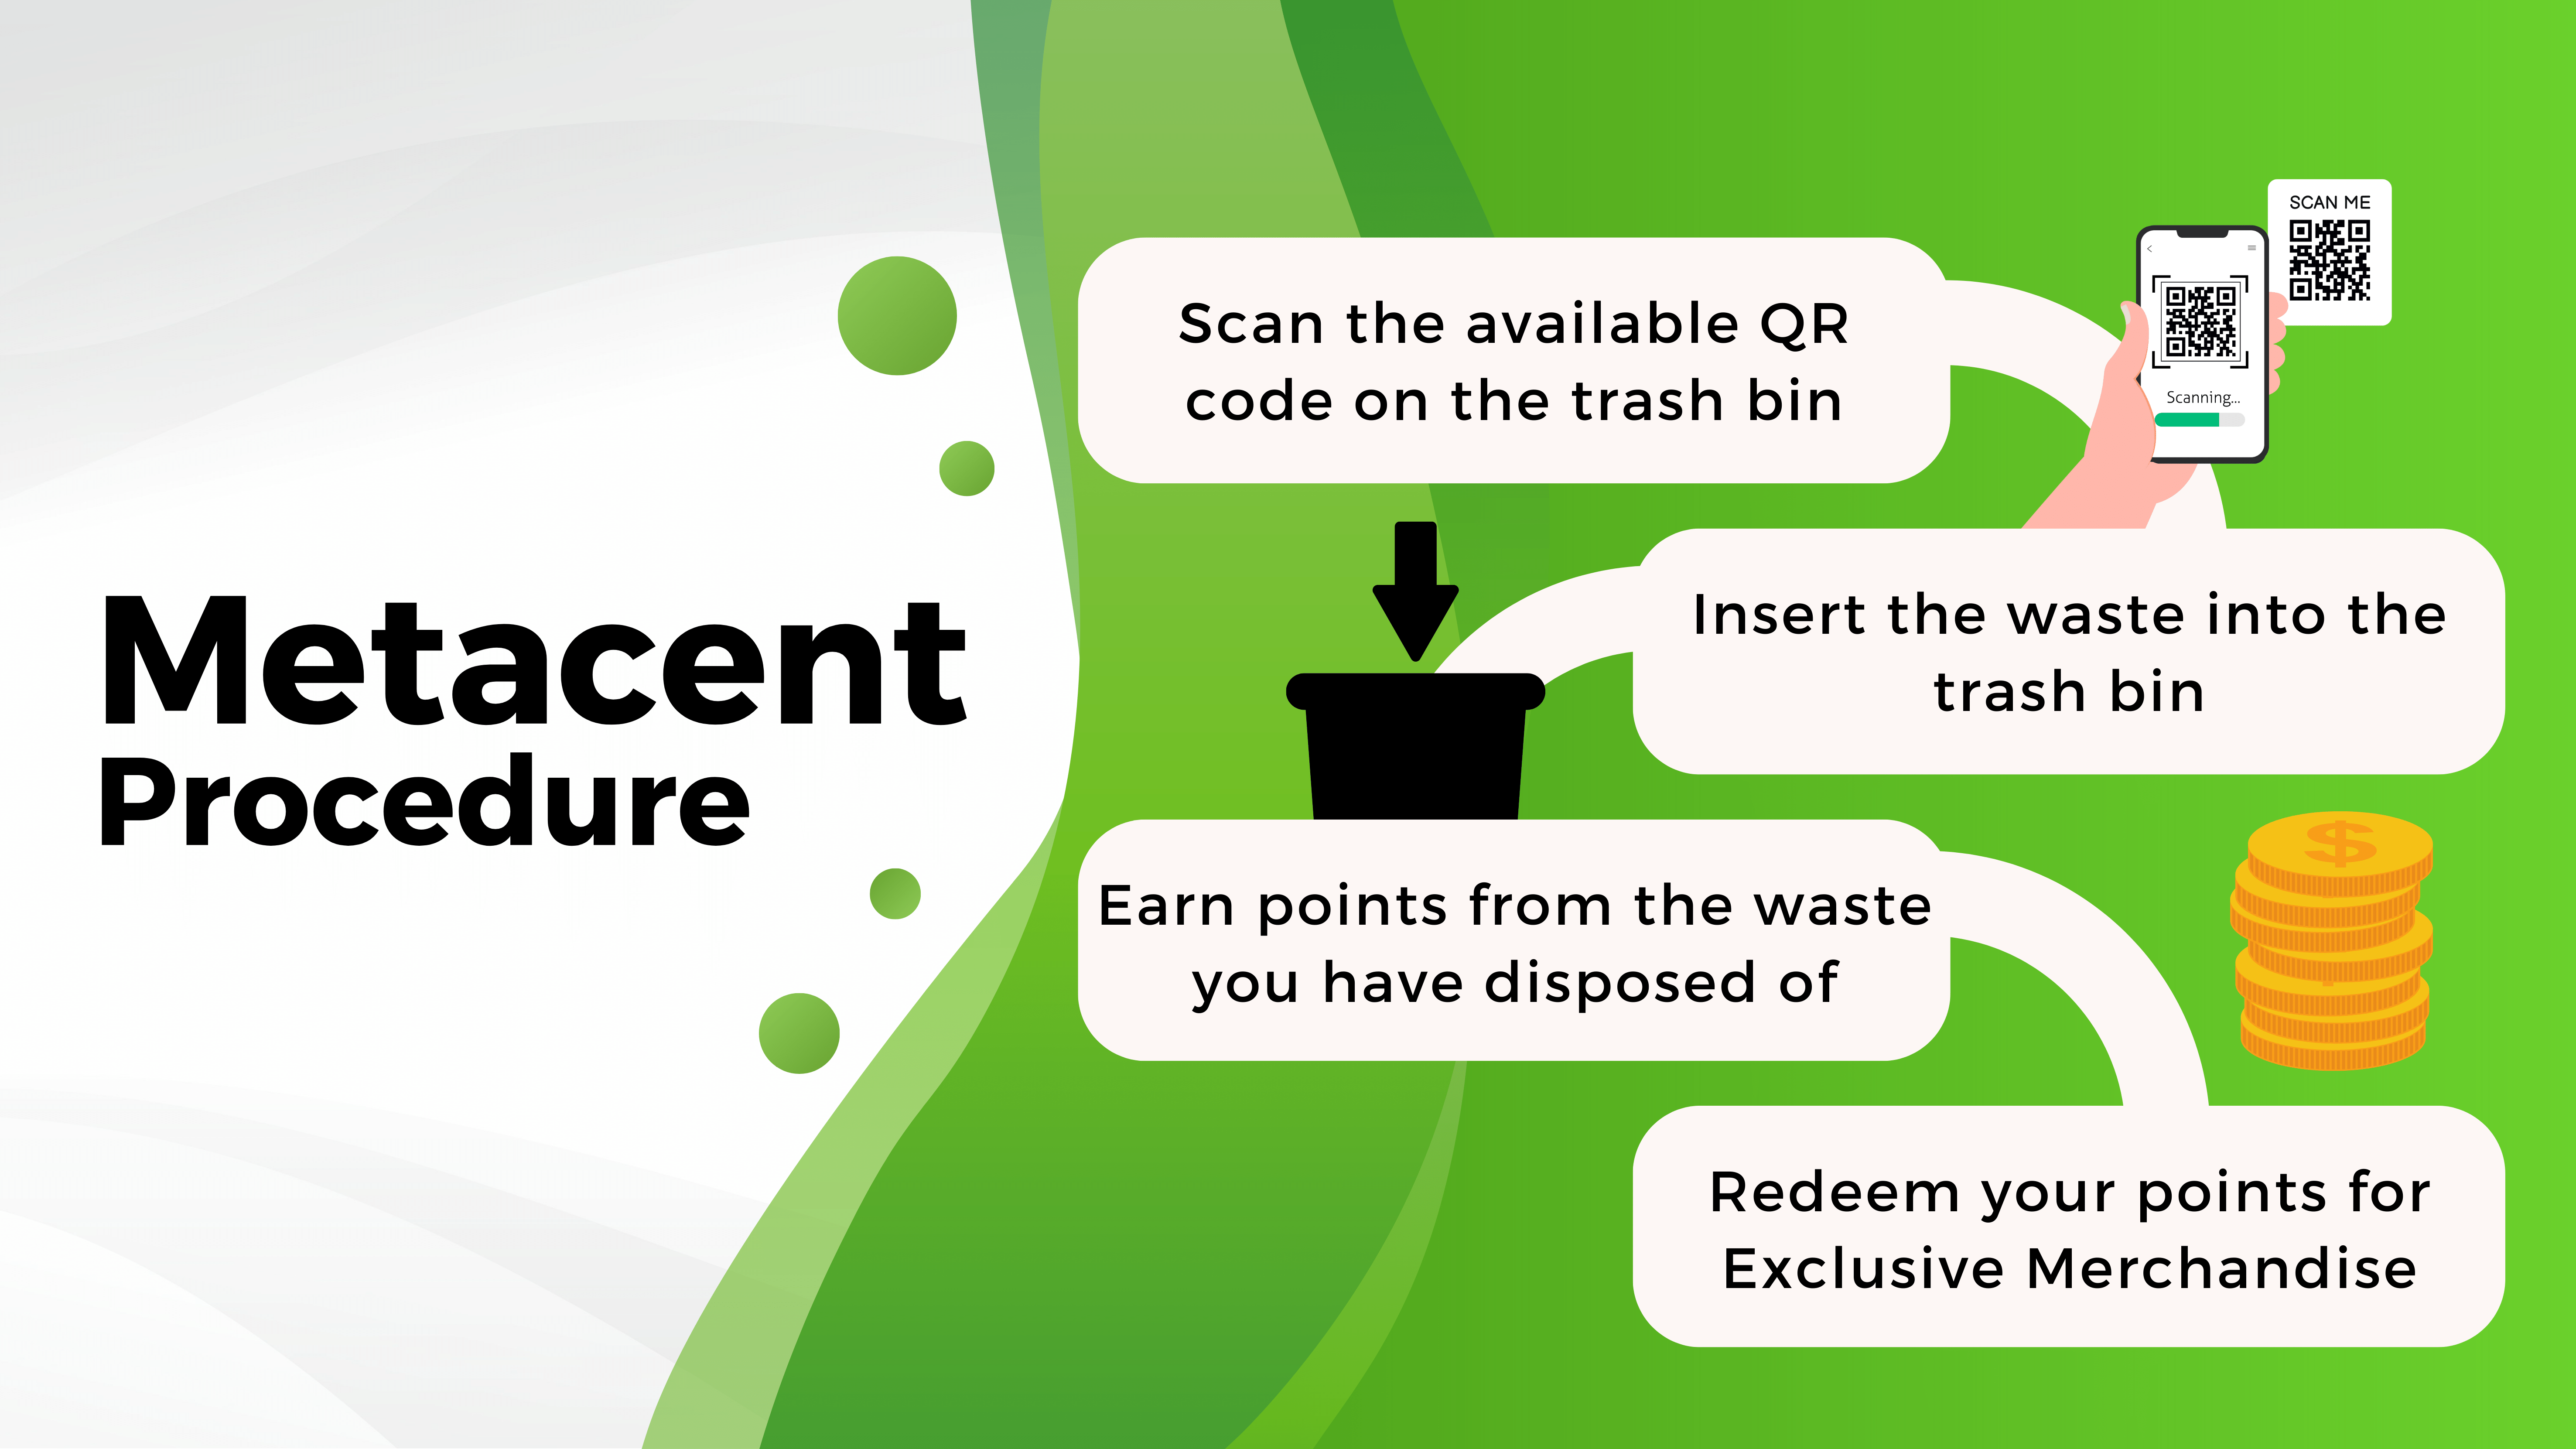 Metacent
Procedure
Scan the available QR
code on the trash bin
SCAN ME
Scanning...
Insert the waste into the
trash bin
Earn points from the waste
you have disposed of
$
Redeem your points for
Exclusive Merchandise